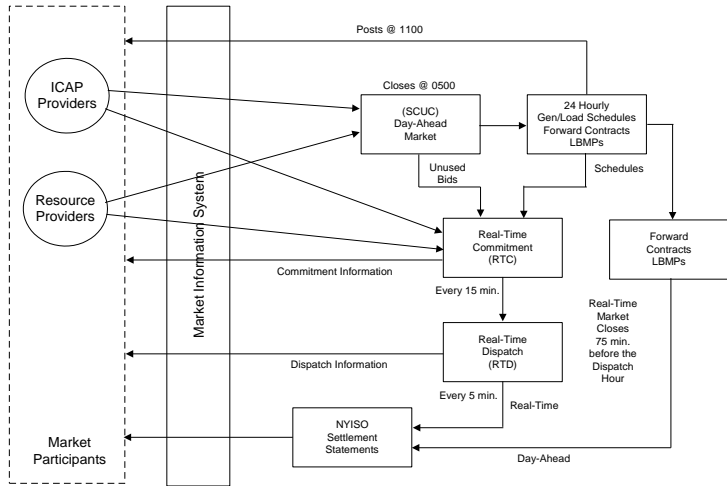 Posts @ 1100
ICAP
Providers
Closes @ 0500
(SCUC)
Day-Ahead
Market
24 Hourly
Gen/Load Schedules
Forward Contracts
LBMPs
Unused
Bids
Schedules
Resource
Providers
Market Information System
Real-Time
Commitment
(RTC)
Forward
Contracts
LBMPs
Commitment Information
Every 15 min.
Real-Time
Market
Closes
75 min.
before the
Dispatch
Hour
Real-Time
Dispatch
(RTD)
Dispatch Information
Every 5 min.
Real-Time
NYISO
Settlement
Statements
Market
Participants
Day-Ahead